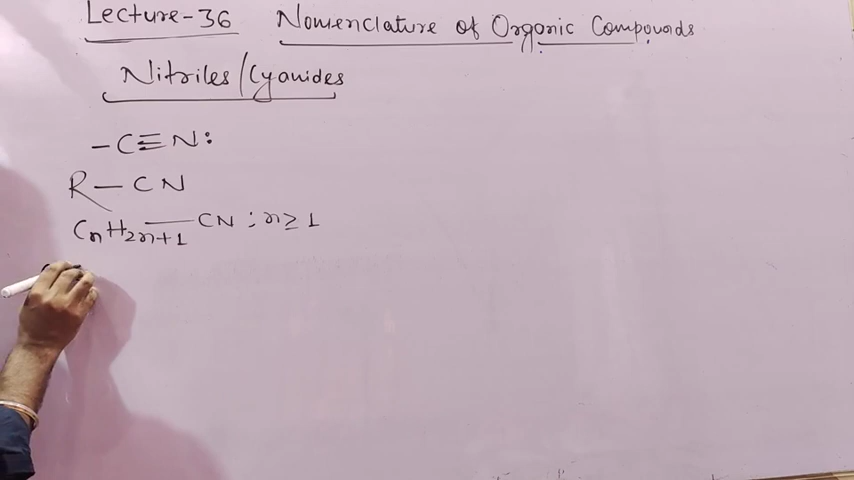 Lecture-36 Nomenclature of Organic Compounds
Nitriles/Cyanides
-C≡N:
R-CN
CₙH₂ₙ₊₁-CN : n≥1